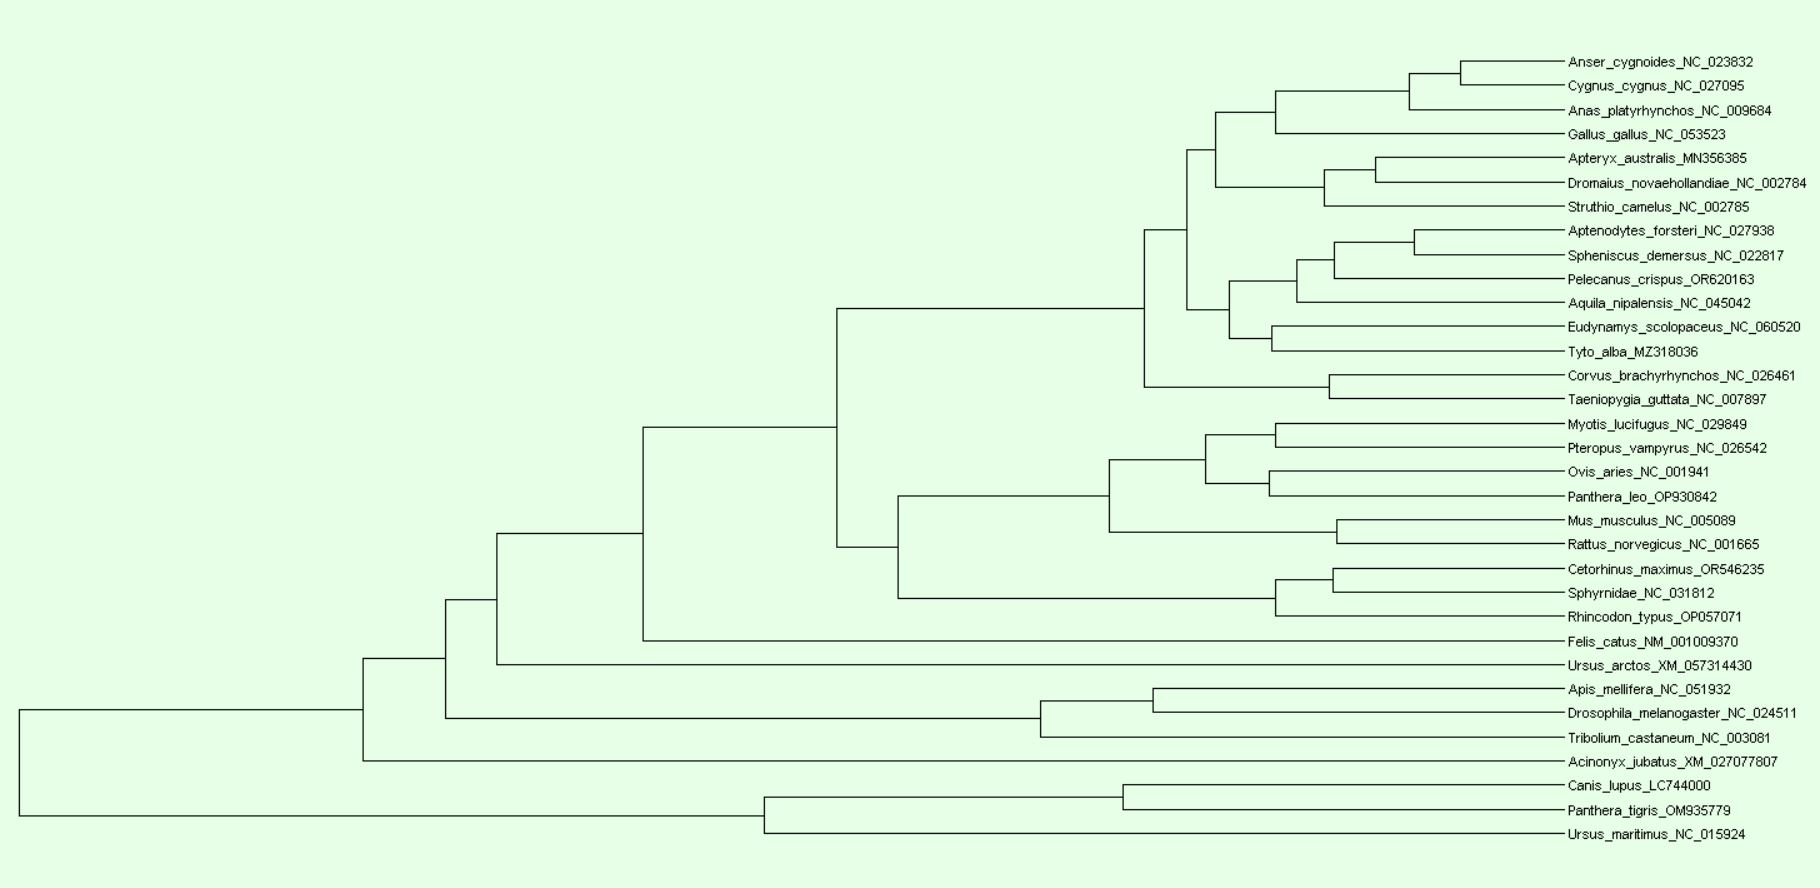 Anser_cygnoides_NC_023832
Cygnus_cygnus_NC_027095
Anas_platyrhynchos_NC_009684
Gallus_gallus_NC_053523
Apteryx_australis_MN356385
Dromaius_novaehollandiae_NC_002784
Struthio_camelus_NC_002785
Aptenodytes_forsteri_NC_027938
Spheniscus_demersus_NC_022817
Pelecanus_crispus_OR620163
Aquila_nipalensis_NC_045042
Eudynamys_scolopaceus_NC_060520
Tyto_alba_MZ318036
Corvus_brachyrhynchos_NC_026461
Taeniopygia_guttata_NC_007897
Myotis_lucifugus_NC_029849
Pteropus_vampyrus_NC_026542
Ovis_aries_NC_001941
Panthera_leo_OP930842
Mus_musculus_NC_005089
Rattus_norvegicus_NC_001665
Cetorhinus_maximus_OR546235
Sphyrnidae_NC_031812
Rhincodon_typus_OP057071
Felis_catus_NM_001009370
Ursus_arctos_XM_057314430
Apis_mellifera_NC_051932
Drosophila_melanogaster_NC_024511
Tribolium_castaneum_NC_003081
Acinonyx_jubatus_XM_027077807
Canis_lupus_LC744000
Panthera_tigris_OM935779
Ursus_maritimus_NC_015924